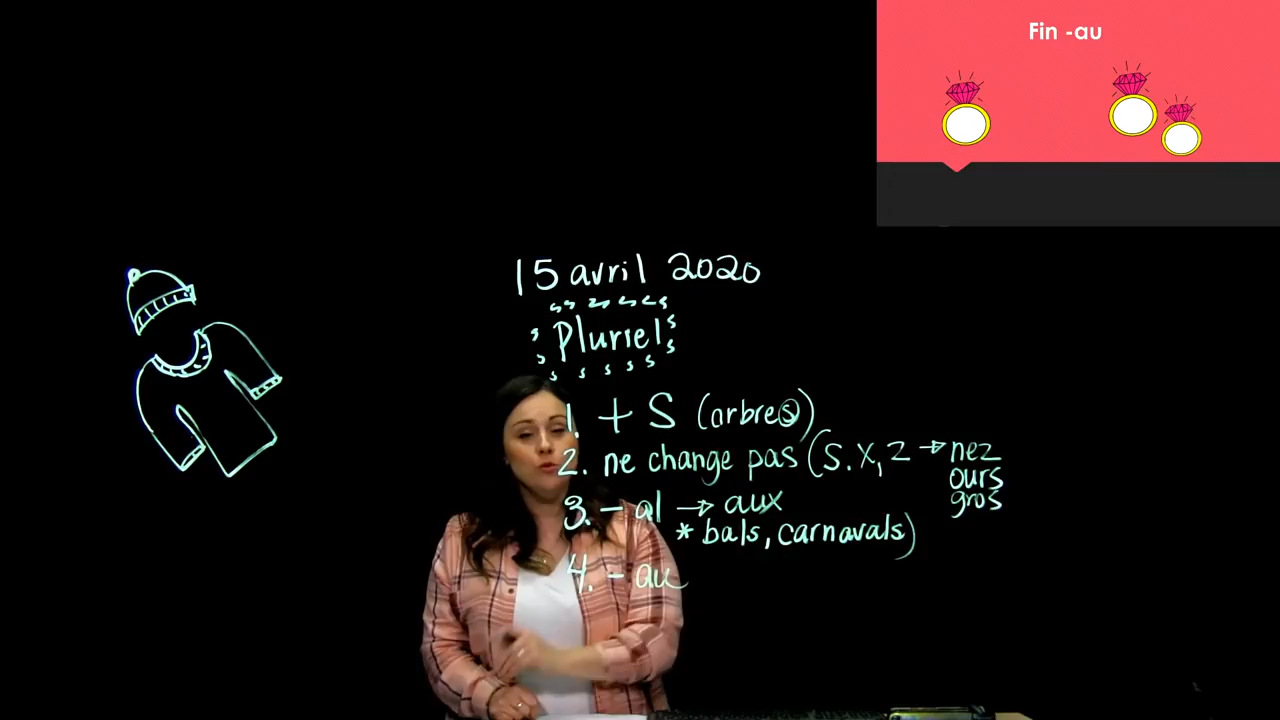 Fin -au
15 avril 2020
Pluriel
1. + S (arbres)
2. ne change pas (S. X, Z → nez
ours
gros
3. - al → aux
* bals, carnavals)
4. - au